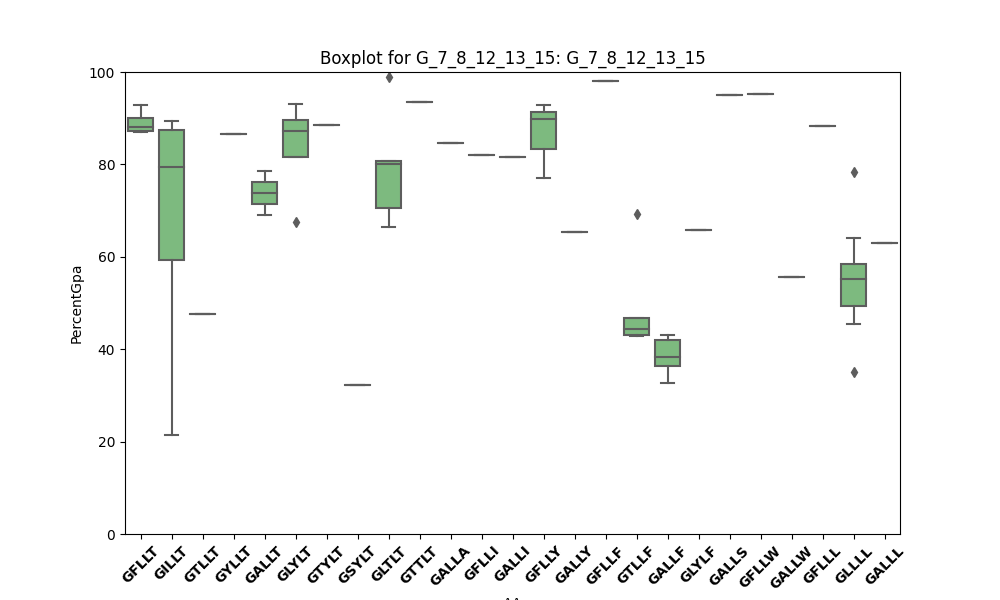 Boxplot for G_7_8_12_13_15: G_7_8_12_13_15
PercentGpa
100
80
60
40
20
0
GFLLT
GILLT
GTLLT
GYLLT
GALLT
GLYLT
GTYLT
GSYLT
GLTLT
GTTLT
GALLA
GFLLI
GALLI
GFLLY
GALLY
GFLLF
GTLLF
GALLF
GLYLF
GALLS
GFLLW
GALLW
GFLLL
GLLLL
GALLL